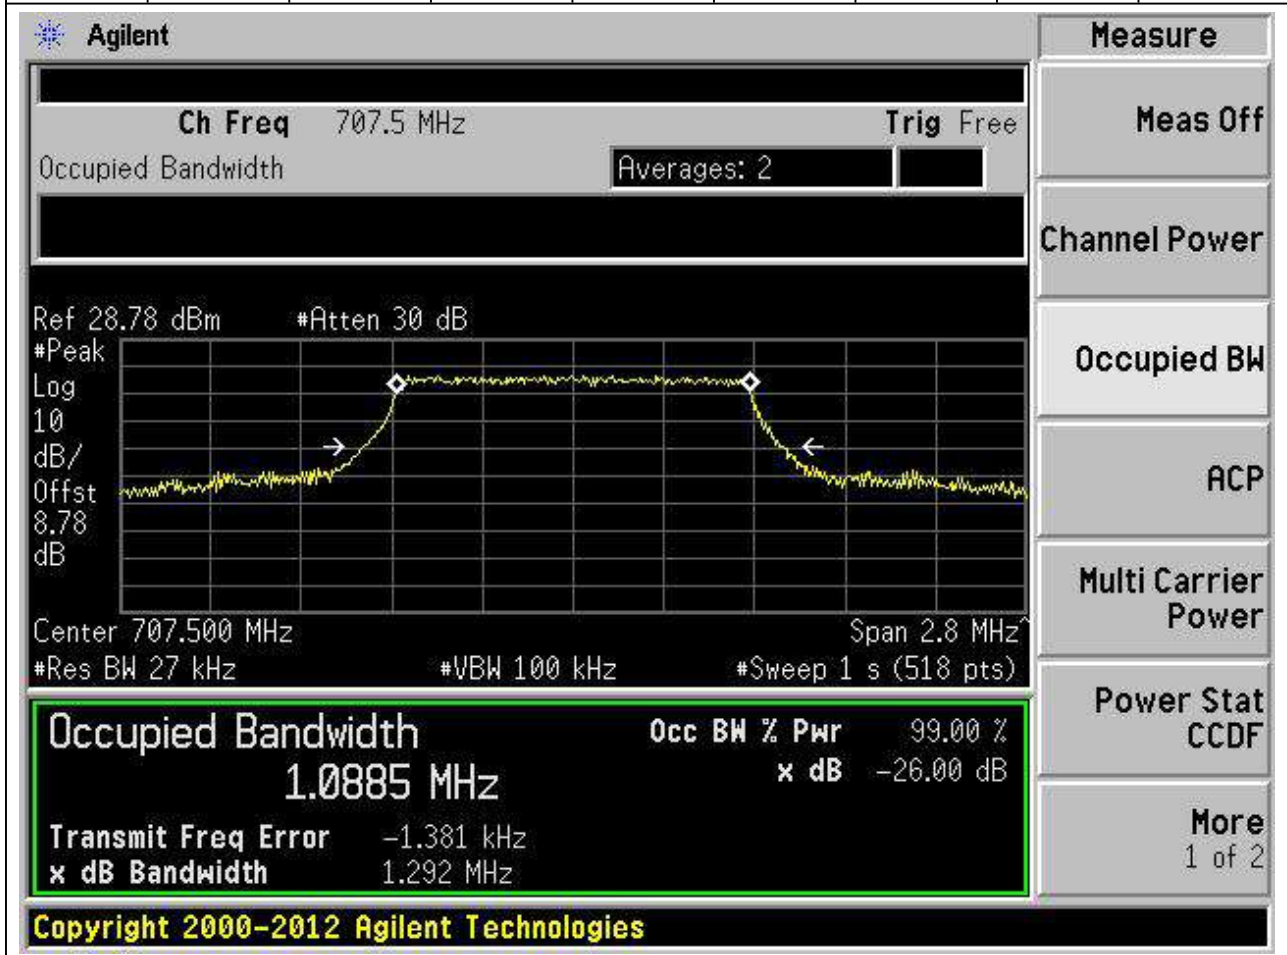 Agilent
Measure
Ch Freq 707.5 MHz Trig Free
Meas Off
Occupied Bandwidth Averages: 2
Channel Power
Ref 28.78 dBm #Atten 30 dB
#Peak
Log
10
dB/
Offst
8.78
dB
Occupied BW
ACP
Multi Carrier
Power
Center 707.500 MHz Span 2.8 MHz^
#Res BW 27 kHz #VBW 100 kHz #Sweep 1 s (518 pts)
Power Stat
CCDF
Occupied Bandwidth Occ BW % Pwr 99.00 %
1.0885 MHz x dB -26.00 dB
Transmit Freq Error -1.381 kHz
x dB Bandwidth 1.292 MHz
More
1 of 2
Copyright 2000-2012 Agilent Technologies